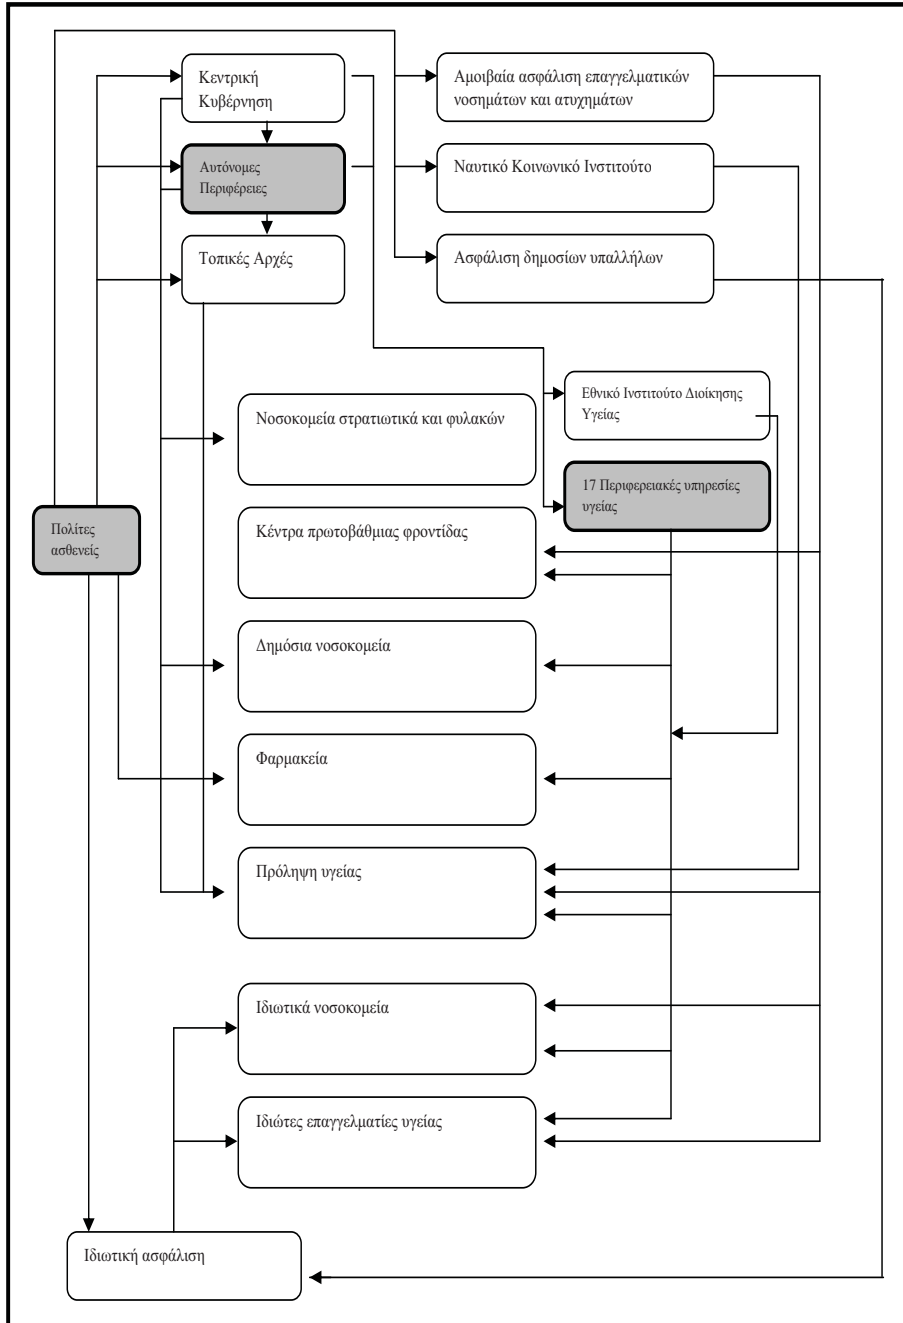 Κεντρική
Κυβέρνηση
Αμοιβαία ασφάλιση επαγγελματικών
νοσημάτων και ατυχημάτων
Αυτόνομες
Περιφέρειες
Ναυτικό Κοινωνικό Ινστιτούτο
Τοπικές Αρχές
Ασφάλιση δημοσίων υπαλλήλων
Εθνικό Ινστιτούτο Διοίκησης
Υγείας
Νοσοκομεία στρατιωτικά και φυλακών
17 Περιφερειακές υπηρεσίες
υγείας
Πολίτες
ασθενείς
Κέντρα πρωτοβάθμιας φροντίδας
Δημόσια νοσοκομεία
Φαρμακεία
Πρόληψη υγείας
Ιδιωτικά νοσοκομεία
Ιδιώτες επαγγελματίες υγείας
Ιδιωτική ασφάλιση